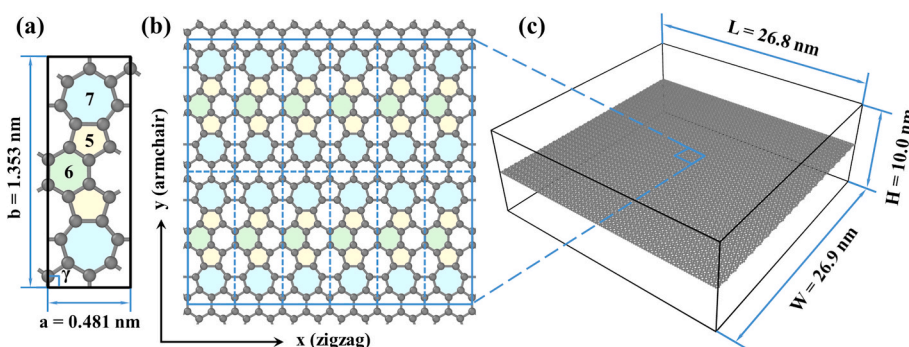 (a)
b = 1.353 nm
7
5
6
γ
a = 0.481 nm
(b)
y (armchair)
x (zigzag)
(c)
L = 26.8 nm
H = 10.0 nm
W = 26.9 nm